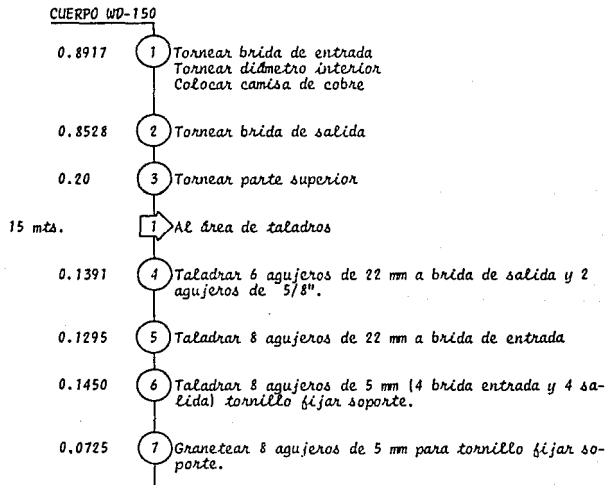 CUERPO WD-150
0.8917 1 Tornear brida de entrada
Tornear diámetro interior
Colocar camisa de cobre
0.8528 2 Tornear brida de salida
0.20 3 Tornear parte superior
15 mts. 1 Al área de taladros
0.1391 4 Taladrar 6 agujeros de 22 mm a brida de salida y 2
agujeros de 5/8".
0.1295 5 Taladrar 8 agujeros de 22 mm a brida de entrada
0.1450 6 Taladrar 8 agujeros de 5 mm (4 brida entrada y 4 sa-
lida) tornillo fijar soporte.
0.0725 7 Granetear 8 agujeros de 5 mm para tornillo fijar so-
porte.